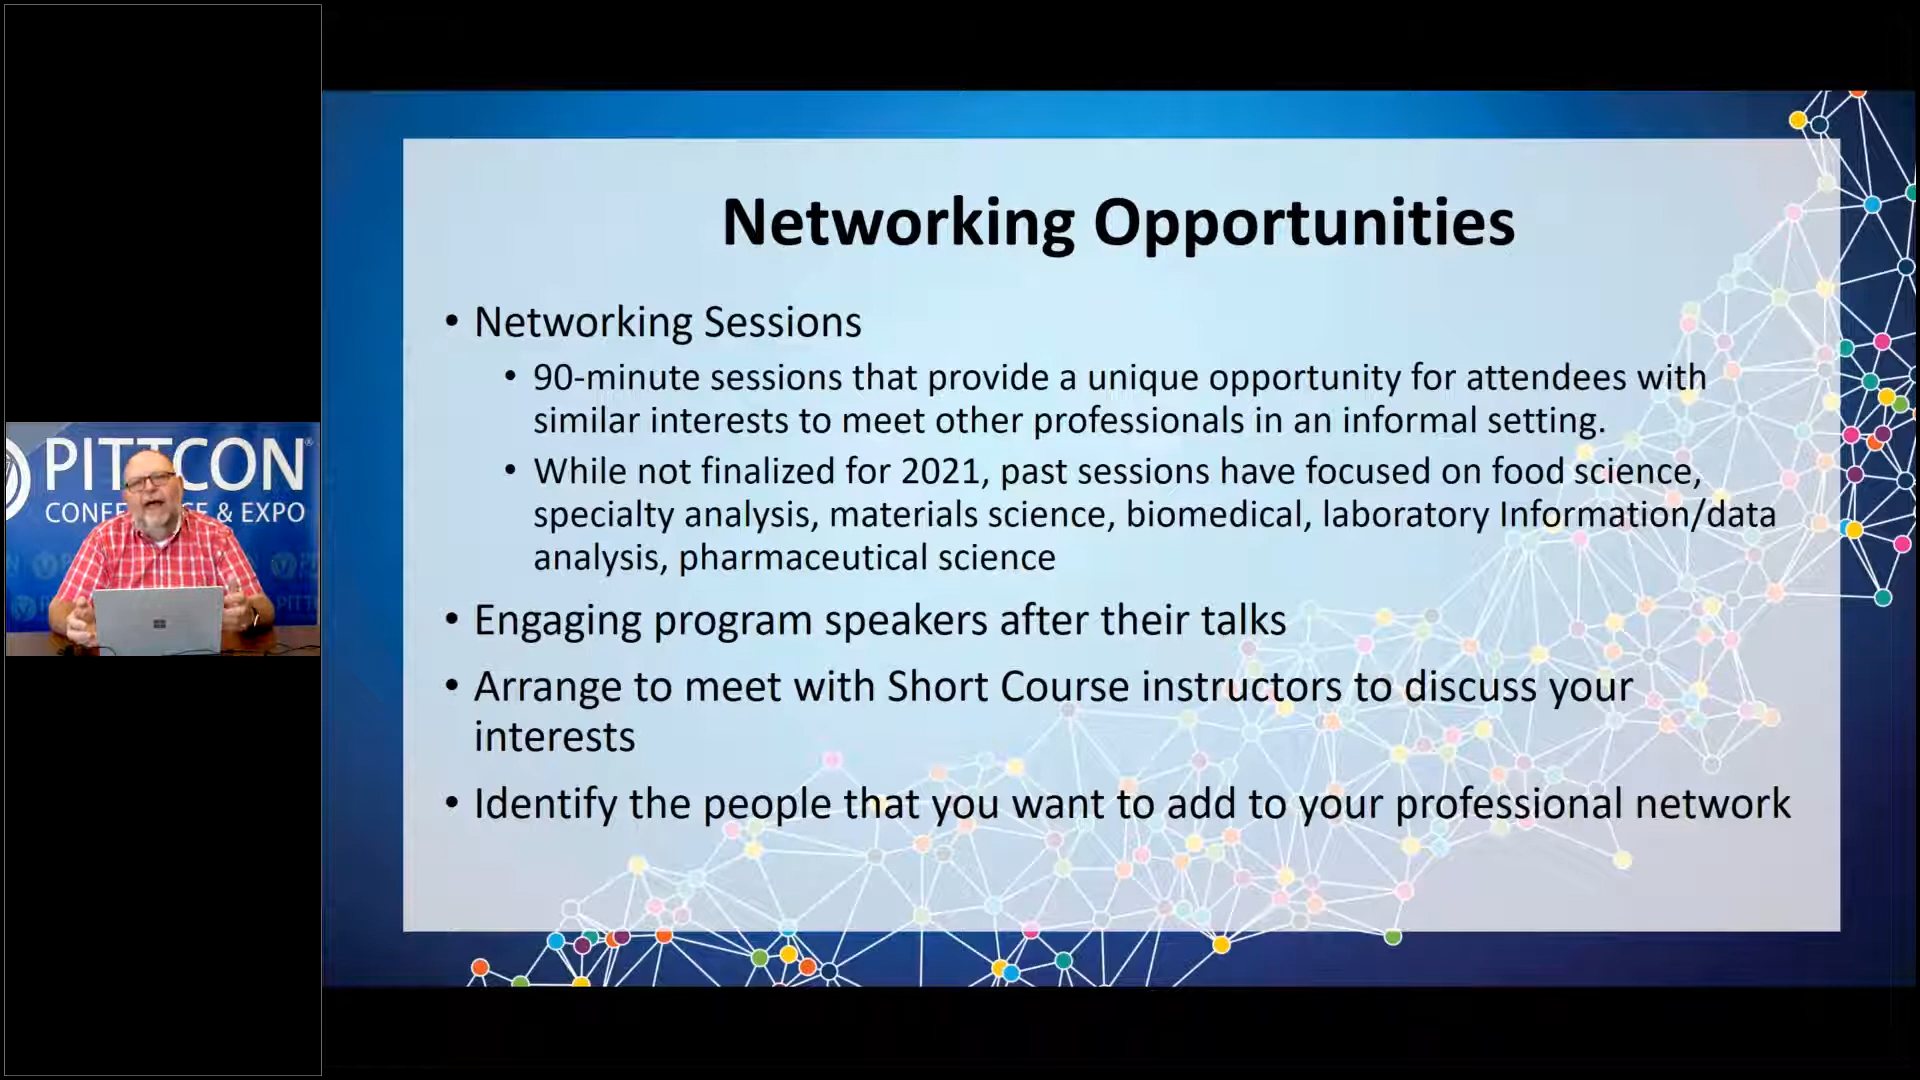 PITTCON
CONFE CE & EXPO
Networking Opportunities
• Networking Sessions
• 90-minute sessions that provide a unique opportunity for attendees with
similar interests to meet other professionals in an informal setting.
• While not finalized for 2021, past sessions have focused on food science,
specialty analysis, materials science, biomedical, laboratory Information/data
analysis, pharmaceutical science
• Engaging program speakers after their talks
• Arrange to meet with Short Course instructors to discuss your
interests
• Identify the people that you want to add to your professional network